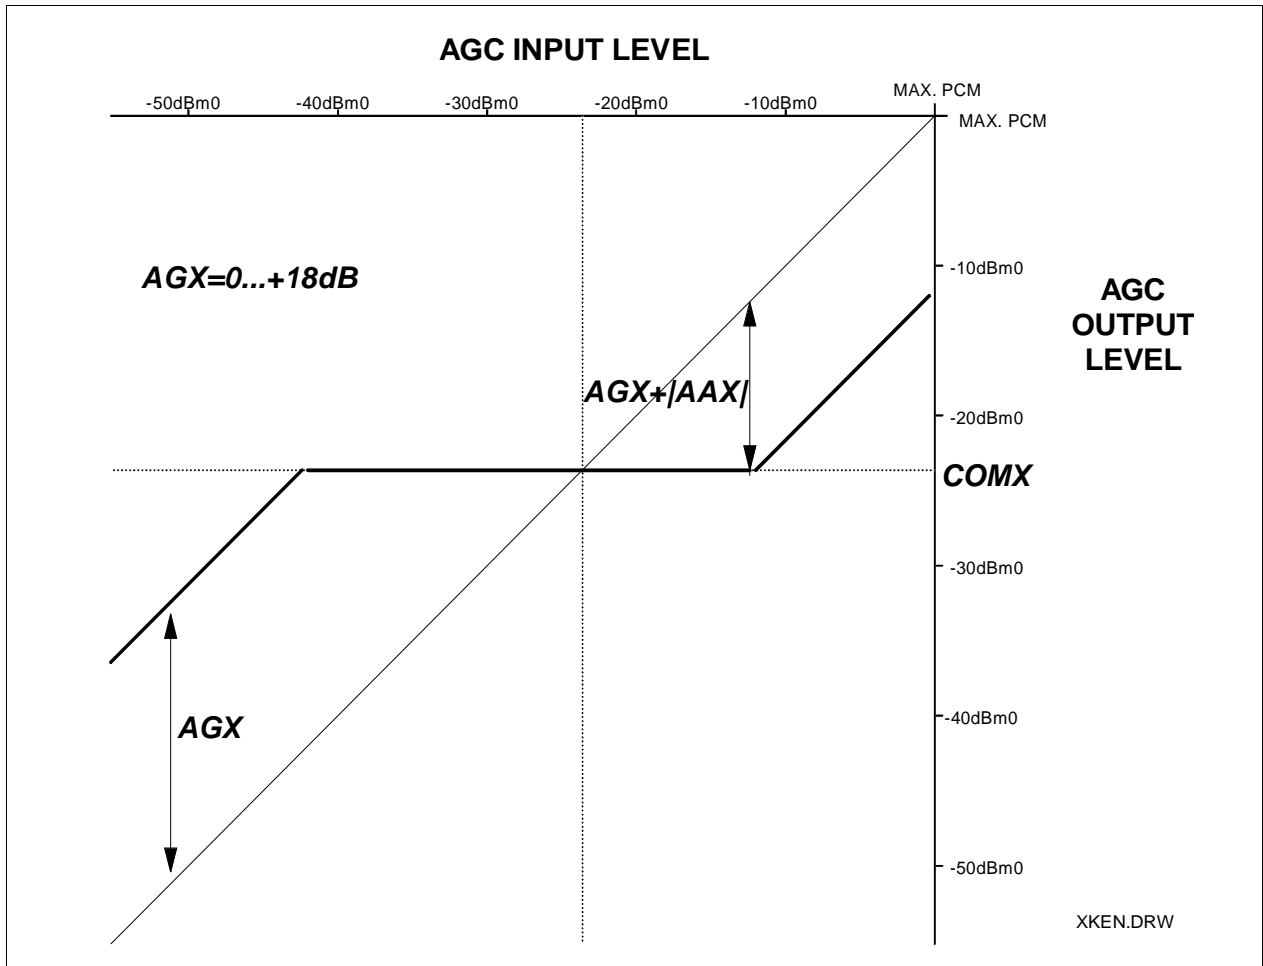 AGC INPUT LEVEL
-50dBm0 -40dBm0 -30dBm0 -20dBm0 -10dBm0 MAX. PCM
MAX. PCM
-10dBm0
AGX=0...+18dB
AGC
OUTPUT
LEVEL
AGX+|AAX|
-20dBm0
COMX
-30dBm0
-40dBm0
AGX
-50dBm0
XKEN.DRW